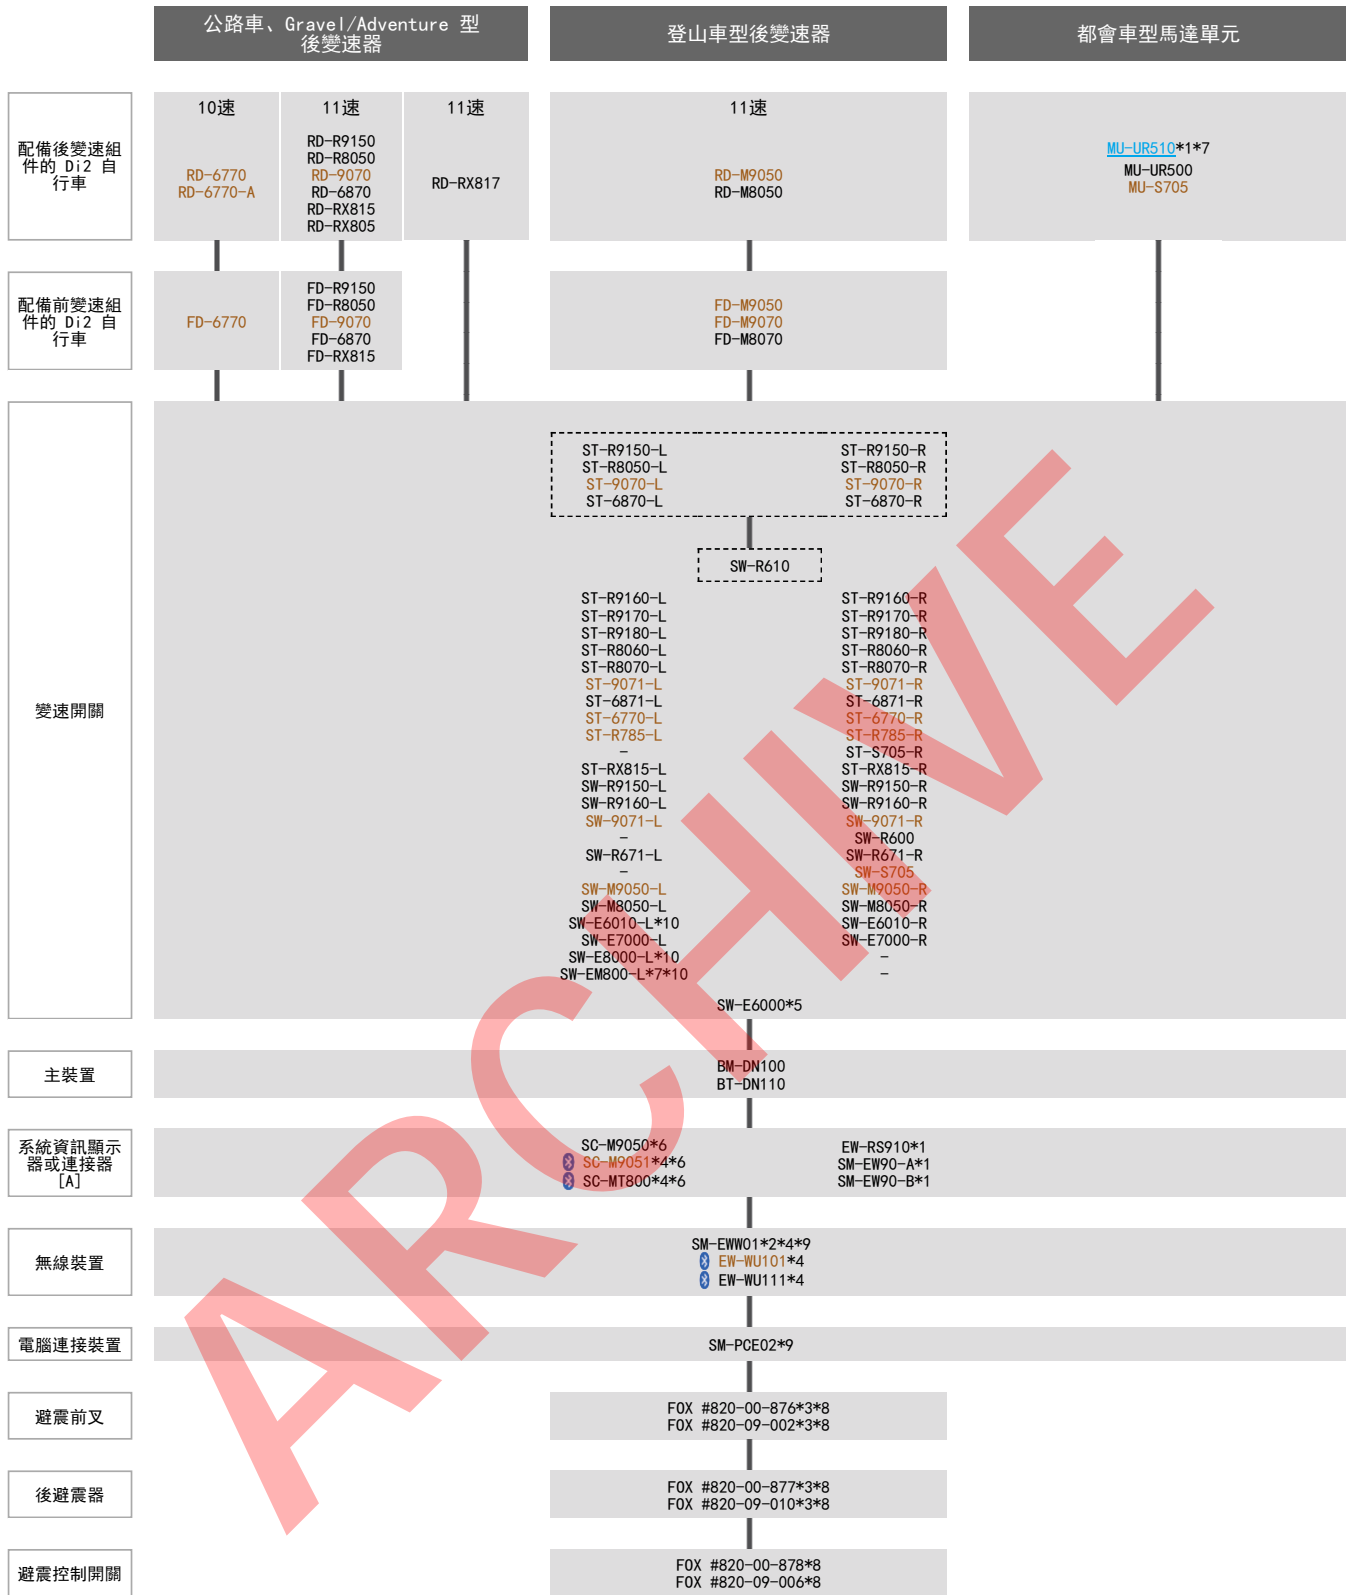 公路車、Gravel/Adventure 型
後變速器
登山車型後變速器
都會車型馬達單元
配備後變速組
件的 Di2 自
行車
10速
RD-6770
RD-6770-A
11速
RD-R9150
RD-R8050
RD-9070
RD-6870
RD-RX815
RD-RX805
11速
RD-RX817
11速
RD-M9050
RD-M8050
MU-UR510*1*7
MU-UR500
MU-S705
配備前變速組
件的 Di2 自
行車
FD-6770
FD-R9150
FD-R8050
FD-9070
FD-6870
FD-RX815
FD-M9050
FD-M9070
FD-M8070
變速開關
ST-R9150-L ST-R9150-R
ST-R8050-L ST-R8050-R
ST-9070-L ST-9070-R
ST-6870-L ST-6870-R
SW-R610
ST-R9160-L ST-R9160-R
ST-R9170-L ST-R9170-R
ST-R9180-L ST-R9180-R
ST-R8060-L ST-R8060-R
ST-R8070-L ST-R8070-R
ST-9071-L ST-9071-R
ST-6871-L ST-6871-R
ST-6770-L ST-6770-R
ST-R785-L ST-R785-R
- ST-S705-R
ST-RX815-L ST-RX815-R
SW-R9150-L SW-R9150-R
SW-R9160-L SW-R9160-R
SW-9071-L SW-9071-R
- SW-R600
SW-R671-L SW-R671-R
- SW-S705
SW-M9050-L SW-M9050-R
SW-M8050-L SW-M8050-R
SW-E6010-L*10 SW-E6010-R
SW-E7000-L SW-E7000-R
SW-E8000-L*10 -
SW-EM800-L*7*10 -
SW-E6000*5
主裝置
BM-DN100
BT-DN110
系統資訊顯示
器或連接器
[A]
SC-M9050*6 EW-RS910*1
SC-M9051*4*6 SM-EW90-A*1
SC-MT800*4*6 SM-EW90-B*1
無線裝置
SM-EWW01*2*4*9
EW-WU101*4
EW-WU111*4
電腦連接裝置
SM-PCE02*9
避震前叉
FOX #820-00-876*3*8
FOX #820-09-002*3*8
後避震器
FOX #820-00-877*3*8
FOX #820-09-010*3*8
避震控制開關
FOX #820-00-878*8
FOX #820-09-006*8
ARCHIVE